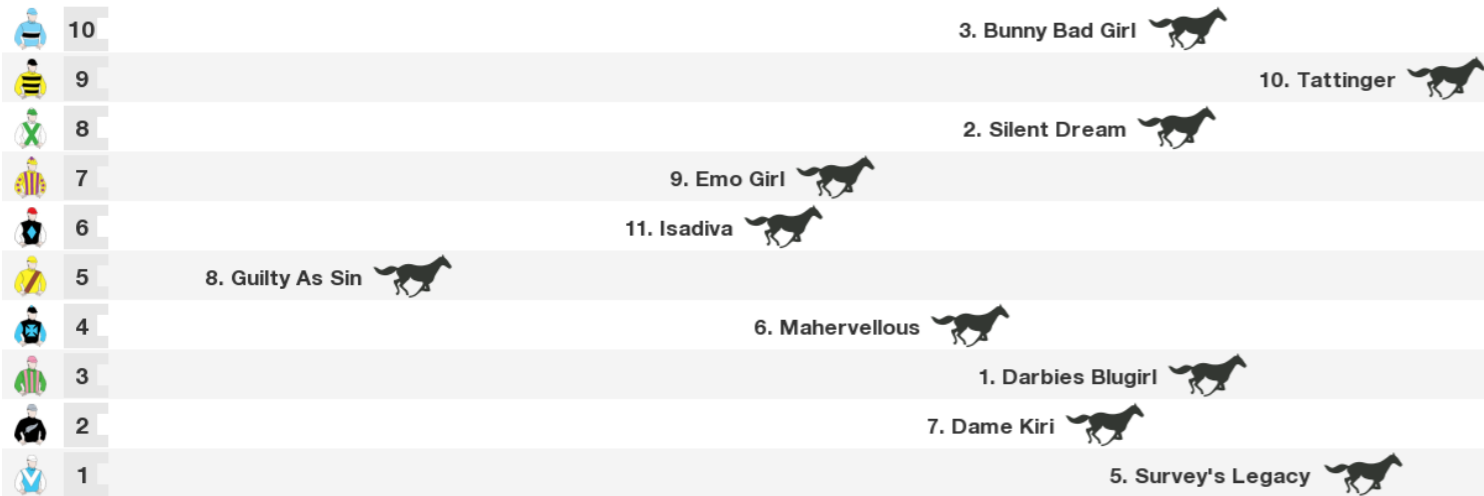 10 3. Bunny Bad Girl
9 10. Tattinger
8 2. Silent Dream
7 9. Emo Girl
6 11. Isadiva
5 8. Guilty As Sin
4 6. Mahervellous
3 1. Darbies Blugirl
2 7. Dame Kiri
1 5. Survey's Legacy